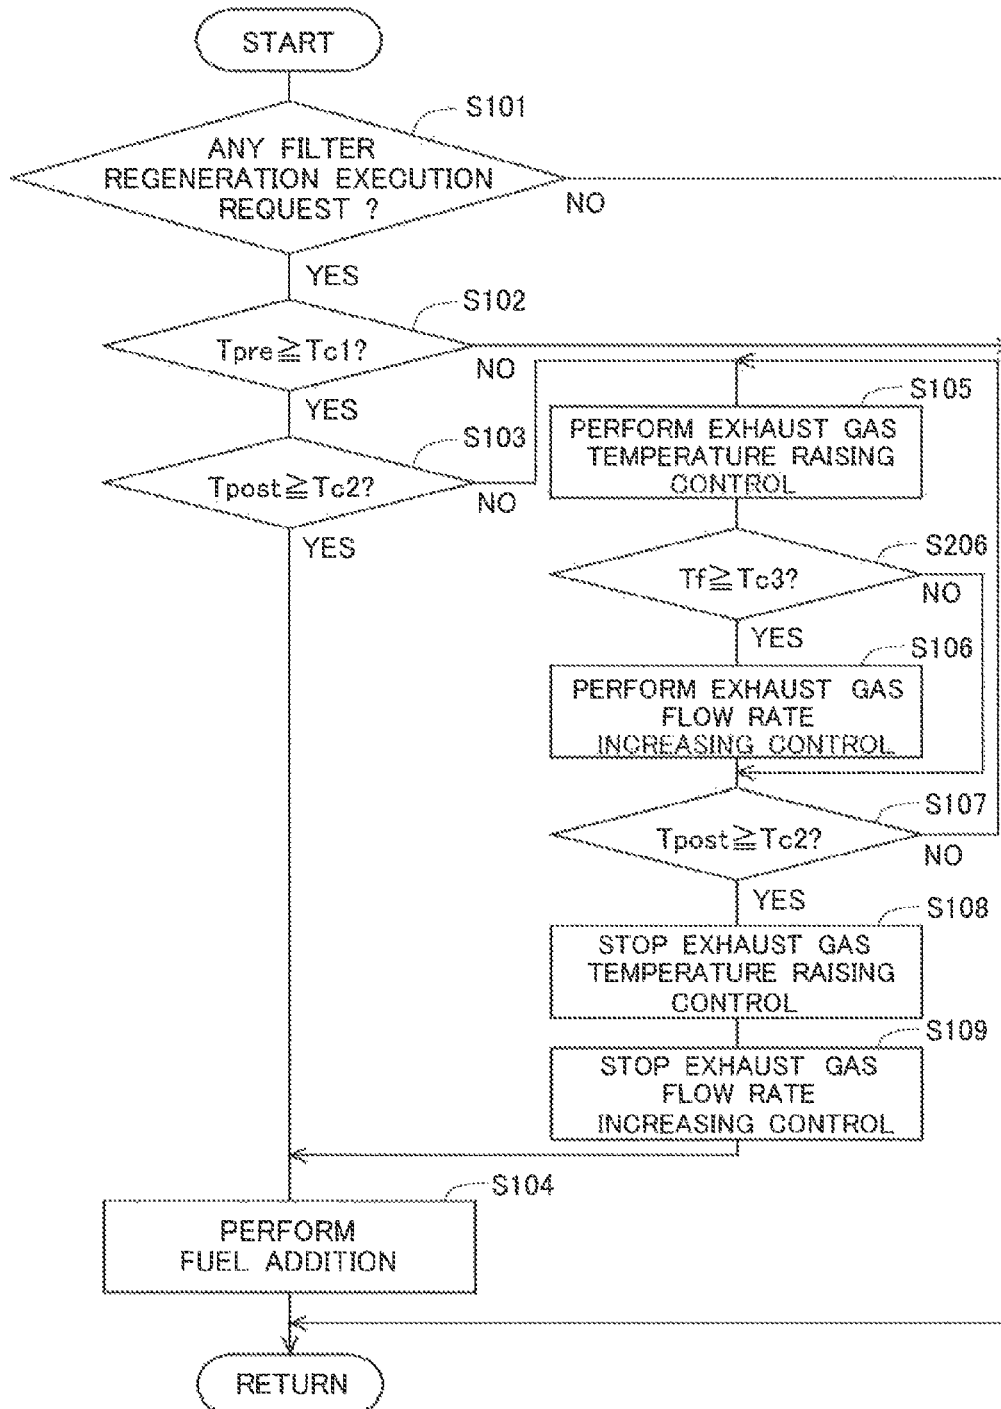 START
S101
ANY FILTER
REGENERATION EXECUTION
REQUEST ?
NO
YES
S102
Tpre≧Tc1?
NO
YES
S103
Tpost≧Tc2?
NO
YES
S105
PERFORM EXHAUST GAS
TEMPERATURE RAISING
CONTROL
S206
Tf≧Tc3?
NO
YES
S106
PERFORM EXHAUST GAS
FLOW RATE
INCREASING CONTROL
S107
Tpost≧Tc2?
NO
YES
S108
STOP EXHAUST GAS
TEMPERATURE RAISING
CONTROL
S109
STOP EXHAUST GAS
FLOW RATE
INCREASING CONTROL
S104
PERFORM
FUEL ADDITION
RETURN